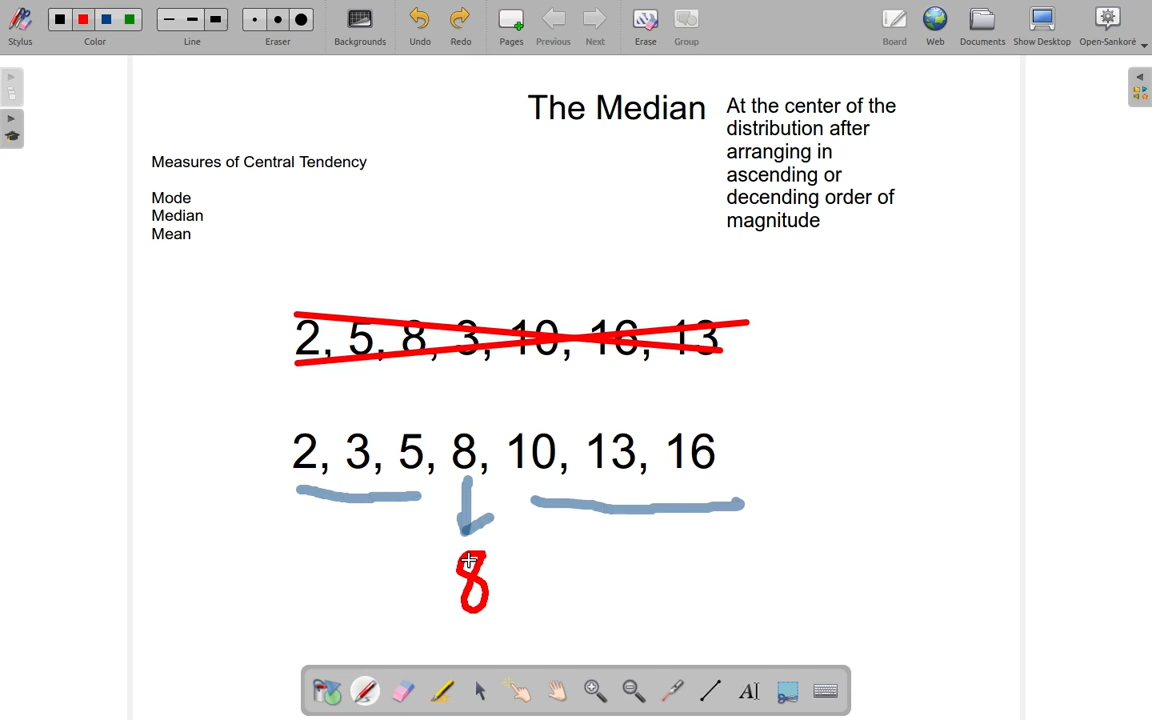 Stylus
Color
Line
Eraser
Backgrounds
Undo
Redo
Pages
Previous
Next
Erase
Group
Board
Web
Documents
Show Desktop
Open-Sankoré
The Median
At the center of the
distribution after
arranging in
ascending or
decending order of
magnitude
Measures of Central Tendency
Mode
Median
Mean
2, 5, 8, 3, 10, 16, 13
2, 3, 5, 8, 10, 13, 16
8
AI